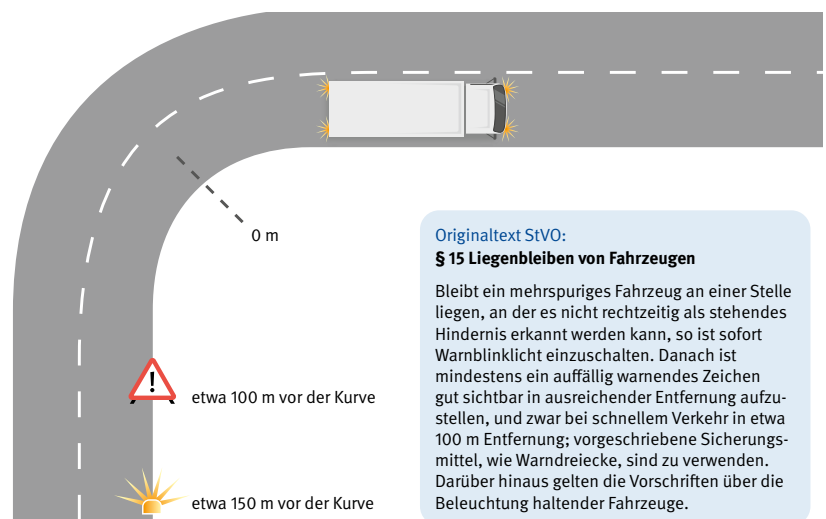 0 m
Originaltext StVO:
§ 15 Liegenbleiben von Fahrzeugen
Bleibt ein mehrspuriges Fahrzeug an einer Stelle
liegen, an der es nicht rechtzeitig als stehendes
Hindernis erkannt werden kann, so ist sofort
Warnblinklicht einzuschalten. Danach ist
mindestens ein auffällig warnendes Zeichen
gut sichtbar in ausreichender Entfernung aufzu-
stellen, und zwar bei schnellem Verkehr in etwa
100 m Entfernung; vorgeschriebene Sicherungs-
mittel, wie Warndreiecke, sind zu verwenden.
Darüber hinaus gelten die Vorschriften über die
Beleuchtung haltender Fahrzeuge.
!
etwa 100 m vor der Kurve
etwa 150 m vor der Kurve